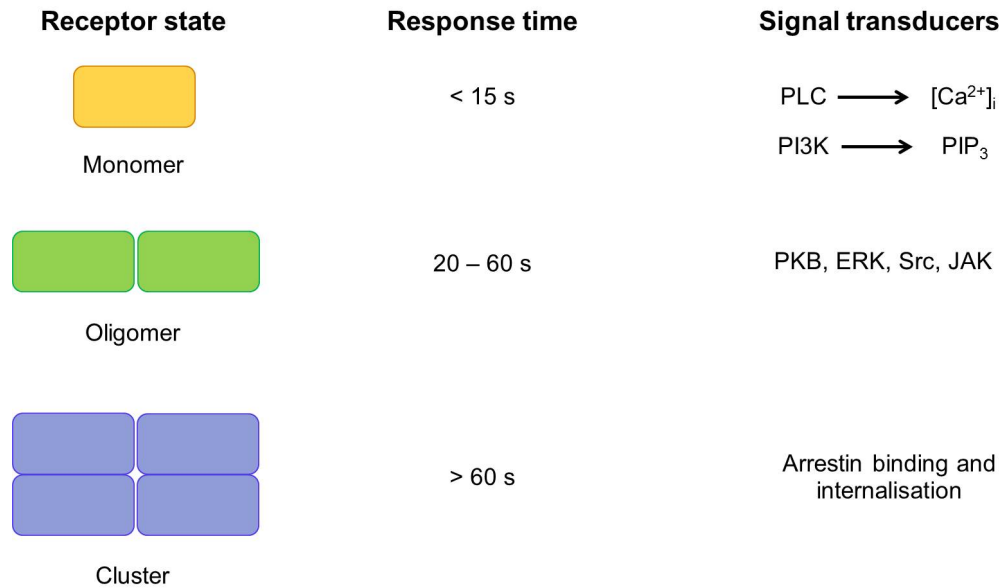 Receptor state
Response time
Signal transducers
Monomer
< 15 s
PLC → [Ca²⁺]ᵢ
PI3K → PIP₃
Oligomer
20 – 60 s
PKB, ERK, Src, JAK
Cluster
> 60 s
Arrestin binding and
internalisation